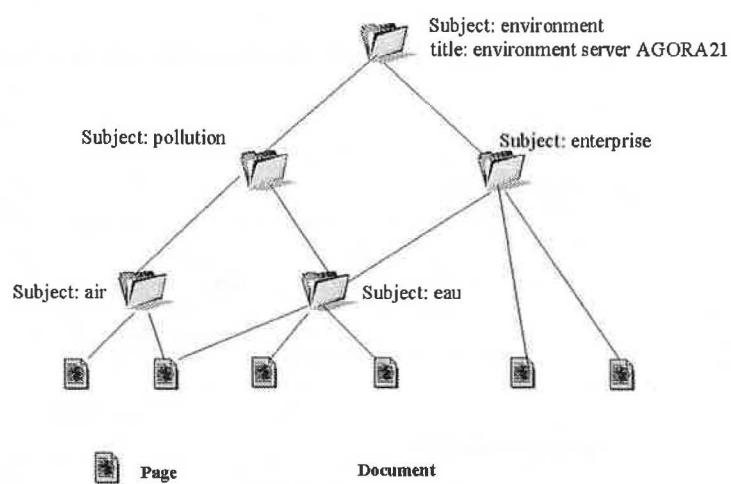 Subject: environment
title: environment server AGORA21
Subject: pollution
Subject: enterprise
Subject: air
Subject: eau
Page
Document